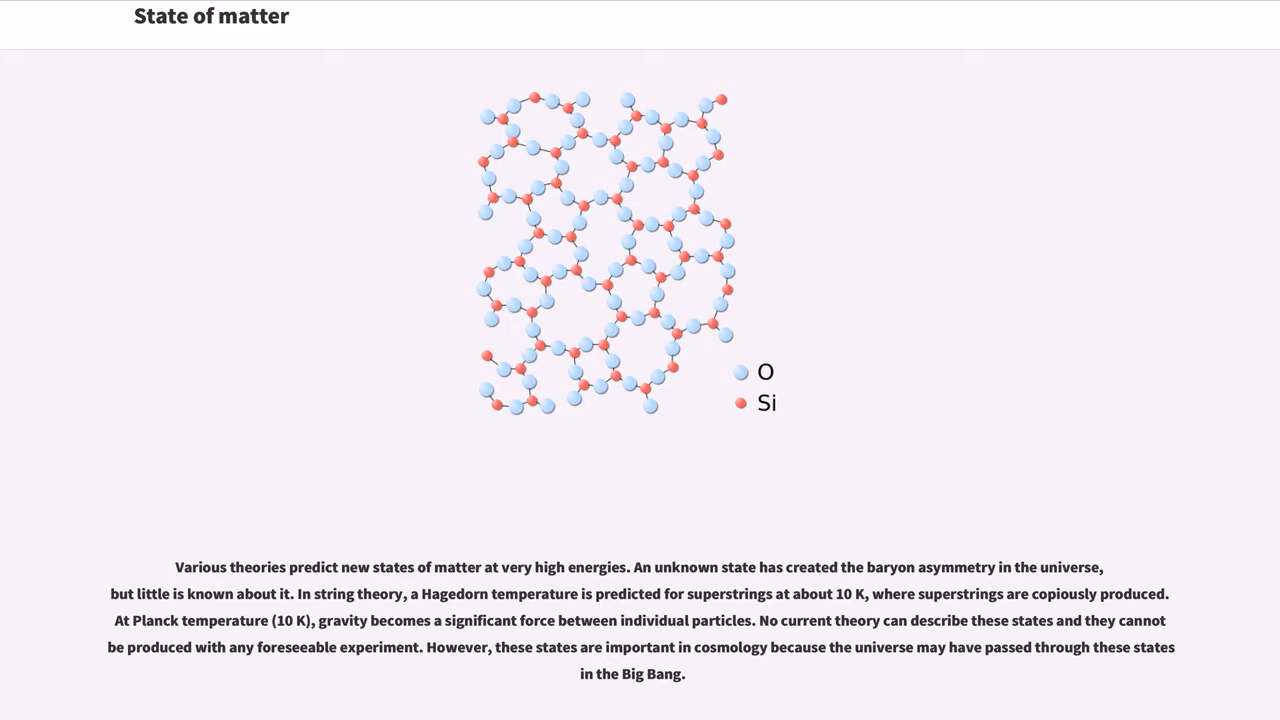 State of matter
O
Si
Various theories predict new states of matter at very high energies. An unknown state has created the baryon asymmetry in the universe,
but little is known about it. In string theory, a Hagedorn temperature is predicted for superstrings at about 10 K, where superstrings are copiously produced.
At Planck temperature (10 K), gravity becomes a significant force between individual particles. No current theory can describe these states and they cannot
be produced with any foreseeable experiment. However, these states are important in cosmology because the universe may have passed through these states
in the Big Bang.